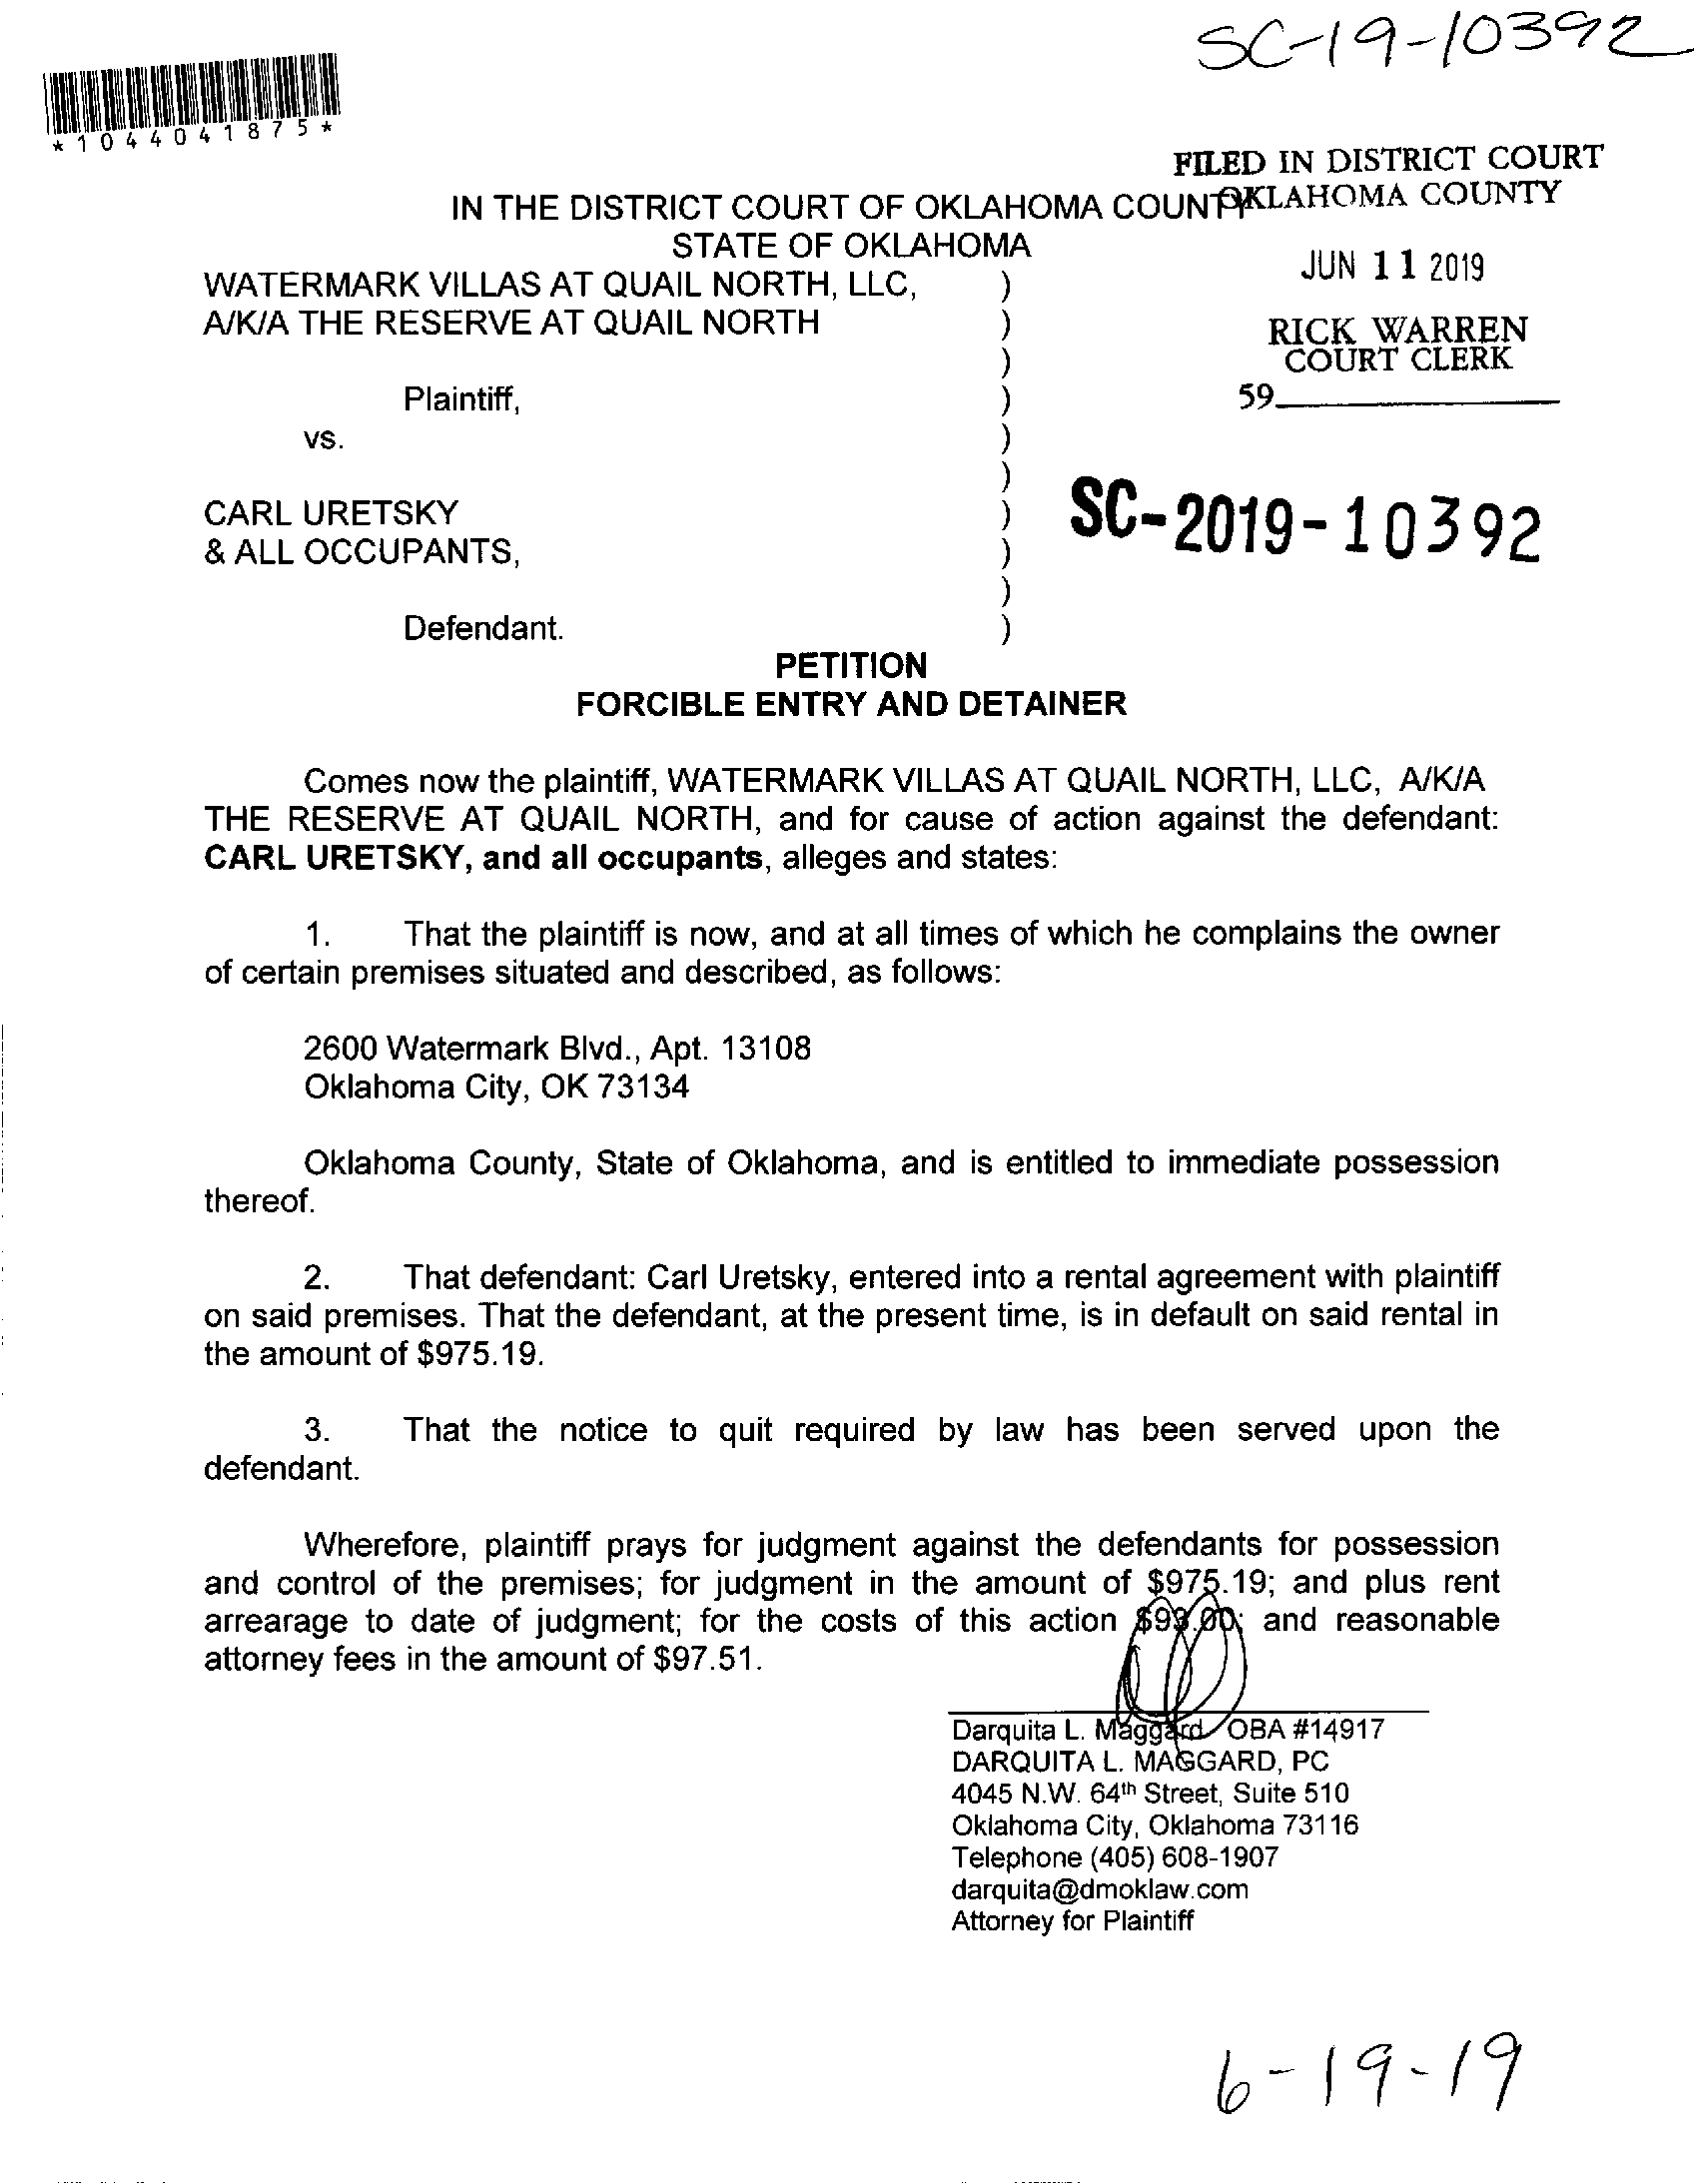 SC-19-10392
*1044041875*
FILED IN DISTRICT COURT
OKLAHOMA COUNTY
IN THE DISTRICT COURT OF OKLAHOMA COUNTY
STATE OF OKLAHOMA
JUN 11 2019
WATERMARK VILLAS AT QUAIL NORTH, LLC, )
A/K/A THE RESERVE AT QUAIL NORTH )
RICK WARREN
COURT CLERK
)
Plaintiff, )
59
vs. )
)
CARL URETSKY )
SC-2019-10392
& ALL OCCUPANTS, )
)
Defendant. )
PETITION
FORCIBLE ENTRY AND DETAINER
Comes now the plaintiff, WATERMARK VILLAS AT QUAIL NORTH, LLC, A/K/A
THE RESERVE AT QUAIL NORTH, and for cause of action against the defendant:
CARL URETSKY, and all occupants, alleges and states:
1. That the plaintiff is now, and at all times of which he complains the owner
of certain premises situated and described, as follows:
2600 Watermark Blvd., Apt. 13108
Oklahoma City, OK 73134
Oklahoma County, State of Oklahoma, and is entitled to immediate possession
thereof.
2. That defendant: Carl Uretsky, entered into a rental agreement with plaintiff
on said premises. That the defendant, at the present time, is in default on said rental in
the amount of $975.19.
3. That the notice to quit required by law has been served upon the
defendant.
Wherefore, plaintiff prays for judgment against the defendants for possession
and control of the premises; for judgment in the amount of $975.19; and plus rent
arrearage to date of judgment; for the costs of this action $93.00; and reasonable
attorney fees in the amount of $97.51.
Darquita L. Maggard OBA #14917
DARQUITA L. MAGGARD, PC
4045 N.W. 64th Street, Suite 510
Oklahoma City, Oklahoma 73116
Telephone (405) 608-1907
darquita@dmoklaw.com
Attorney for Plaintiff
6-19-19